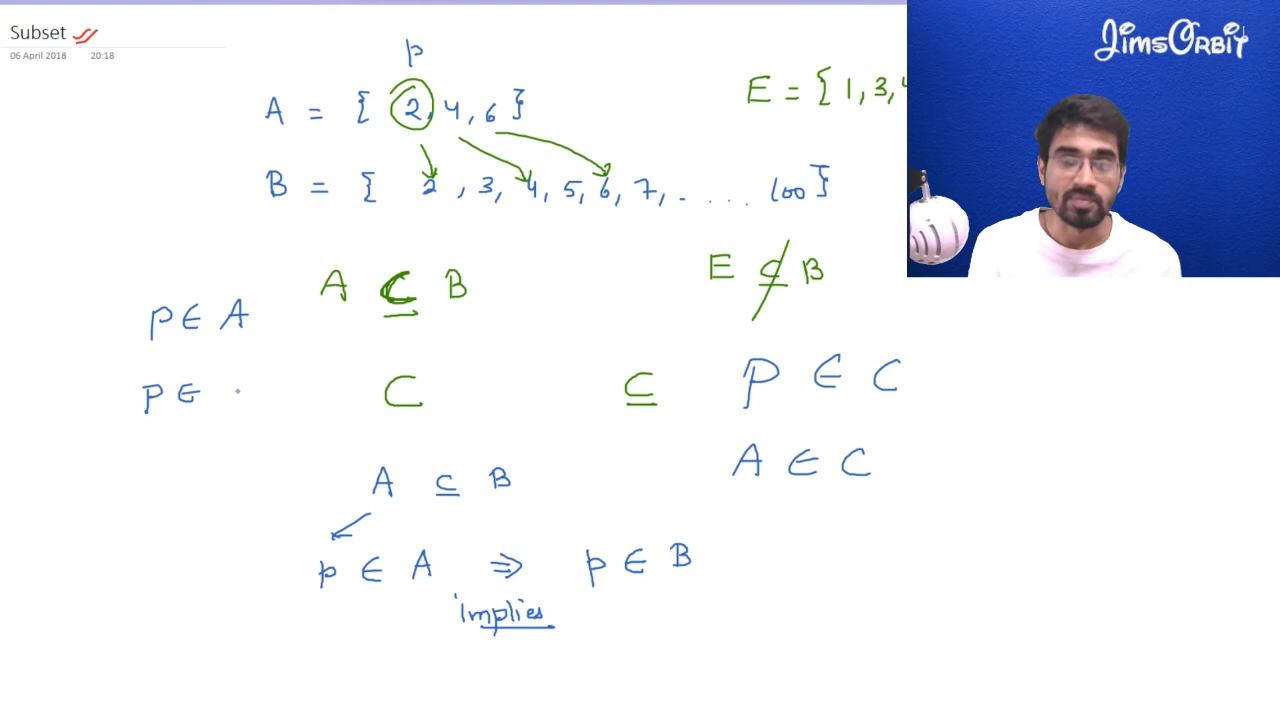 Subset
06 April 2018 20:18
JimsOrbit
p
A = { 2, 4, 6 }
E = { 1, 3, 4
B = { 2 , 3, 4, 5, 6, 7, . . . . . 100 }
A ⊆ B
E ⊈ B
p ∈ A
p ∈
C
⊆
p ∈ C
A ∈ C
A ⊆ B
p ∈ A ⇒ p ∈ B
implies